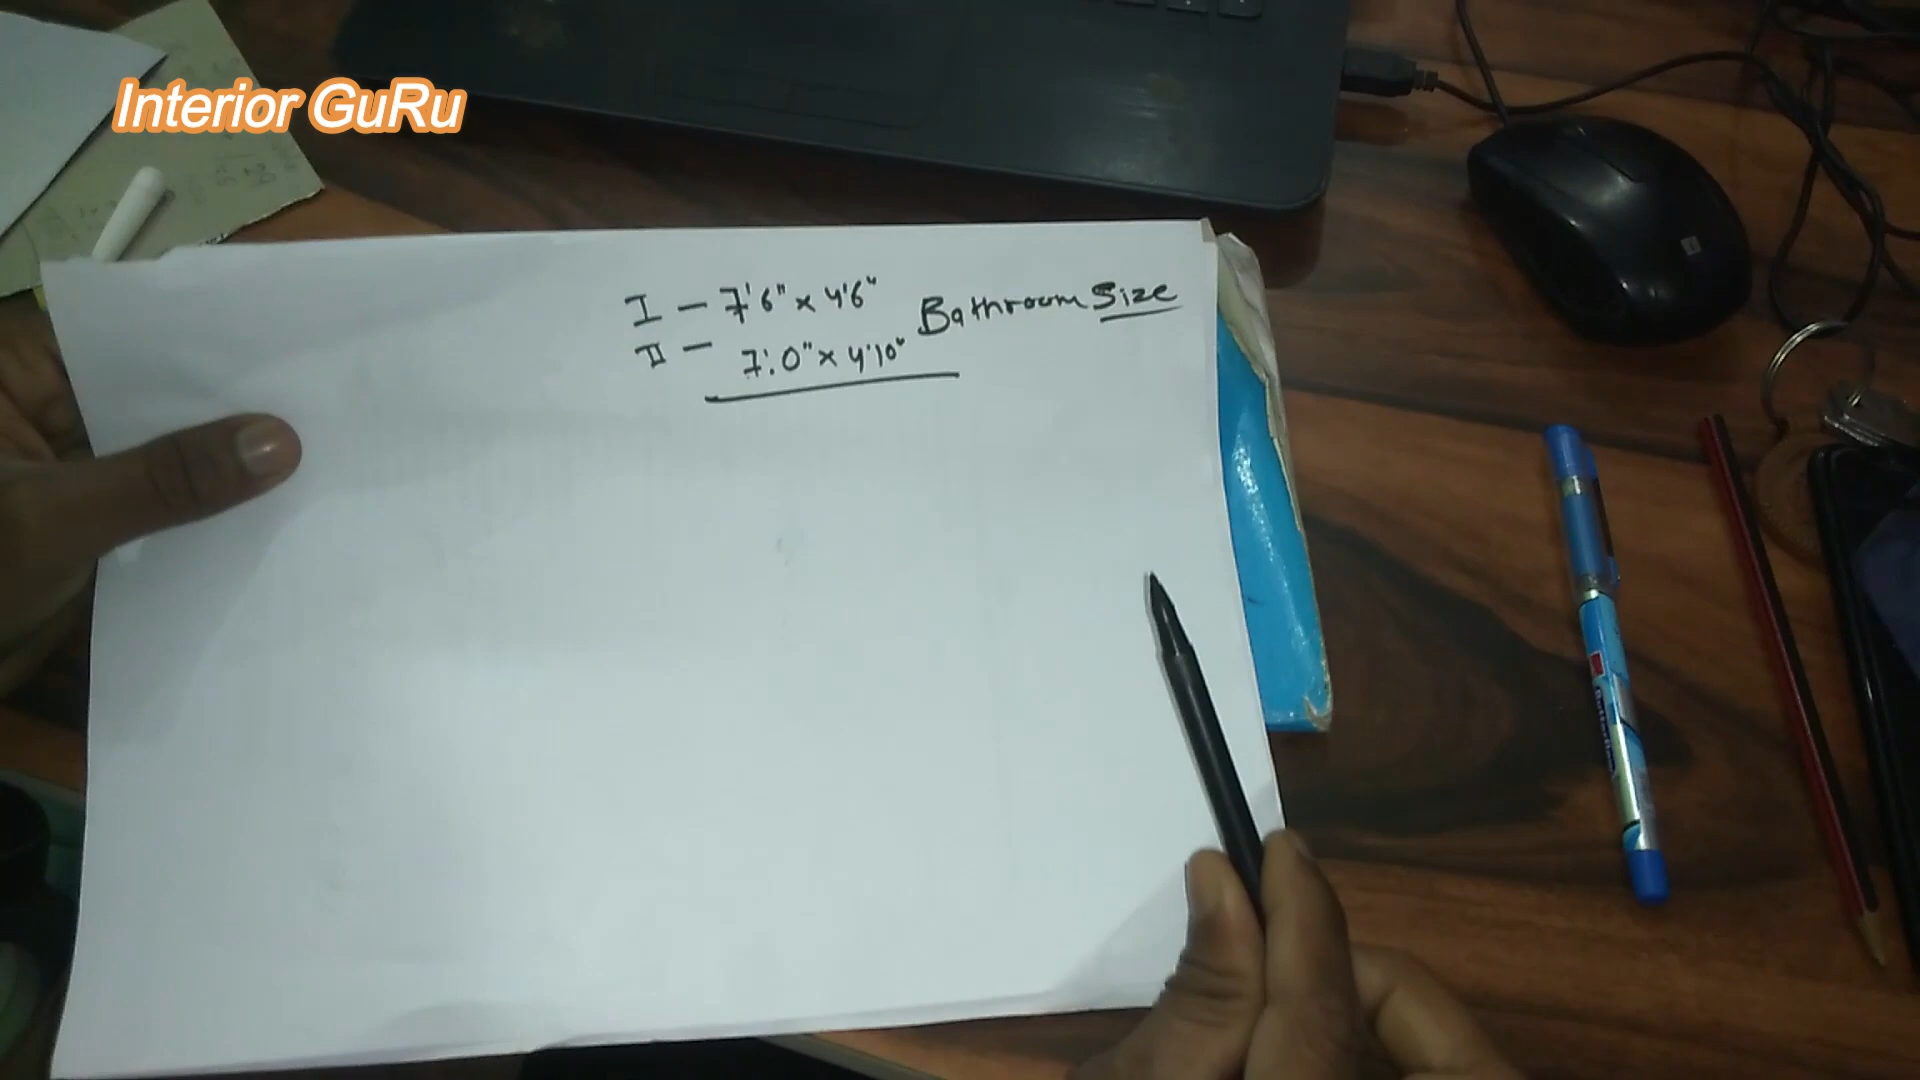 Interior GuRu
I - 7'6" x 4'6" Bathroom Size
II - 7'.0" x 4'10"